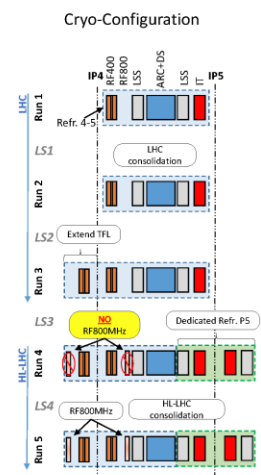 Cryo-Configuration
IP4
RF400
RF800
LSS
ARC+DS
LSS
IT
IP5
Refr. 4-5
LHC
Run 1
LS1
LHC
consolidation
Run 2
LS2
Extend TFL
Run 3
LS3
NO
RF800MHz
Dedicated Refr. P5
HL-LHC
Run 4
LS4
RF800MHz
HL-LHC
consolidation
Run 5
IP4
IP5